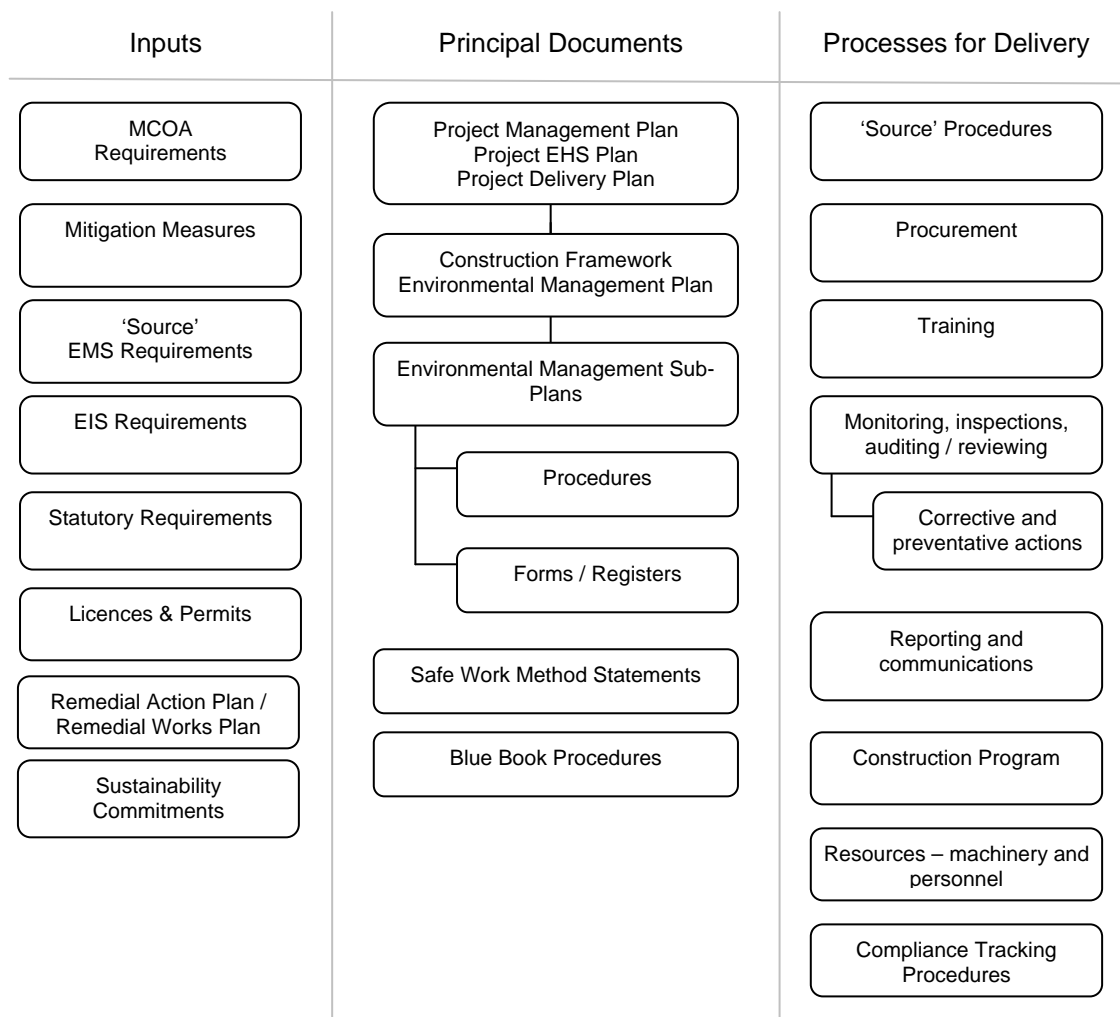 Inputs
Principal Documents
Processes for Delivery
MCOA
Requirements
Mitigation Measures
‘Source’
EMS Requirements
EIS Requirements
Statutory Requirements
Licences & Permits
Remedial Action Plan /
Remedial Works Plan
Sustainability
Commitments
Project Management Plan
Project EHS Plan
Project Delivery Plan
Construction Framework
Environmental Management Plan
Environmental Management Sub-
Plans
Procedures
Forms / Registers
Safe Work Method Statements
Blue Book Procedures
‘Source’ Procedures
Procurement
Training
Monitoring, inspections,
auditing / reviewing
Corrective and
preventative actions
Reporting and
communications
Construction Program
Resources – machinery and
personnel
Compliance Tracking
Procedures